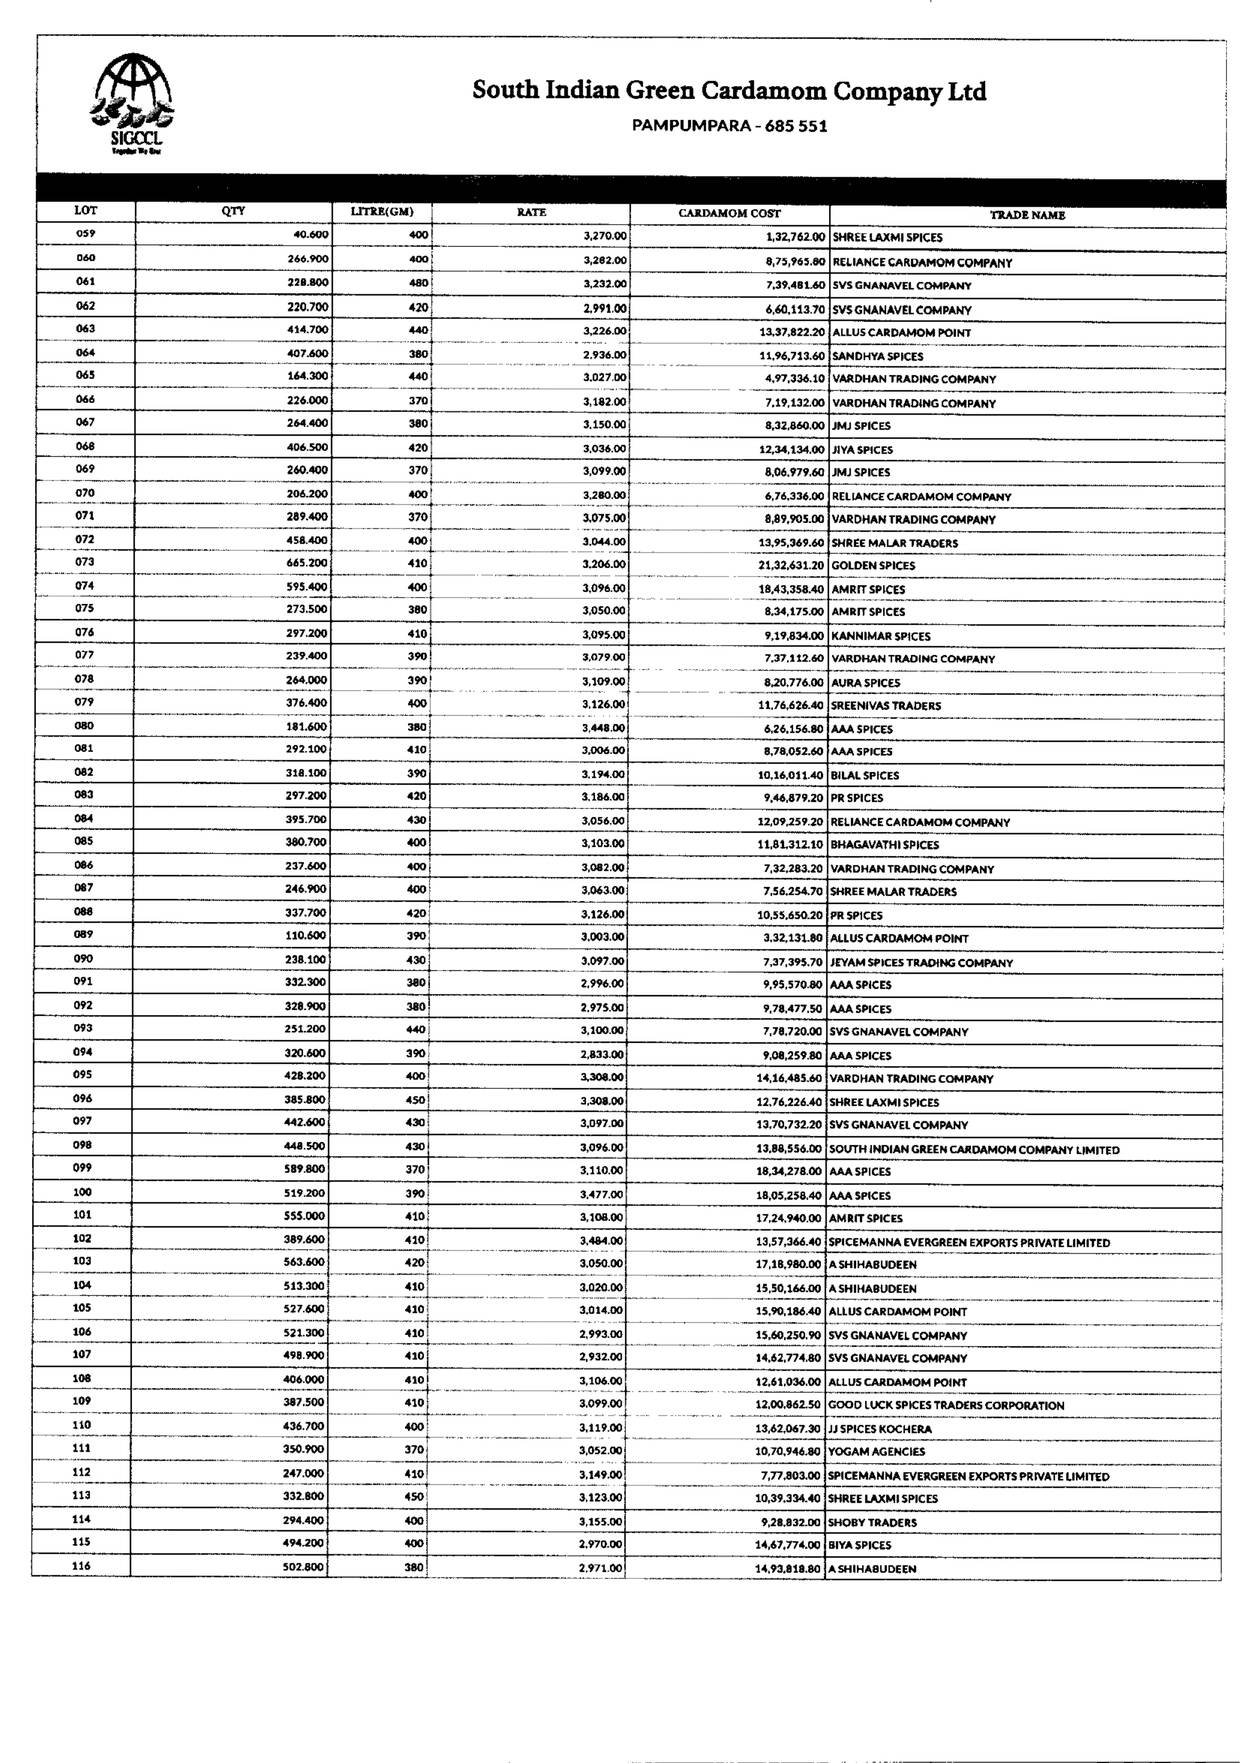 SIGCCL
Together We Rise
South Indian Green Cardamom Company Ltd
PAMPUMPARA - 685 551
LOT QTY LITRE(GM) RATE CARDAMOM COST TRADE NAME
059 40.600 400 3,270.00 1,32,762.00 SHREE LAXMI SPICES
060 266.900 400 3,282.00 8,75,965.80 RELIANCE CARDAMOM COMPANY
061 228.800 480 3,232.00 7,39,481.60 SVS GNANAVEL COMPANY
062 220.700 420 2,991.00 6,60,113.70 SVS GNANAVEL COMPANY
063 414.700 440 3,226.00 13,37,822.20 ALLUS CARDAMOM POINT
064 407.600 380 2,936.00 11,96,713.60 SANDHYA SPICES
065 164.300 440 3,027.00 4,97,336.10 VARDHAN TRADING COMPANY
066 226.000 370 3,182.00 7,19,132.00 VARDHAN TRADING COMPANY
067 264.400 380 3,150.00 8,32,860.00 JMJ SPICES
068 406.500 420 3,036.00 12,34,134.00 JIYA SPICES
069 260.400 370 3,099.00 8,06,979.60 JMJ SPICES
070 206.200 400 3,280.00 6,76,336.00 RELIANCE CARDAMOM COMPANY
071 289.400 370 3,075.00 8,89,905.00 VARDHAN TRADING COMPANY
072 458.400 400 3,044.00 13,95,369.60 SHREE MALAR TRADERS
073 665.200 410 3,206.00 21,32,631.20 GOLDEN SPICES
074 595.400 400 3,096.00 18,43,358.40 AMRIT SPICES
075 273.500 380 3,050.00 8,34,175.00 AMRIT SPICES
076 297.200 410 3,095.00 9,19,834.00 KANNIMAR SPICES
077 239.400 390 3,079.00 7,37,112.60 VARDHAN TRADING COMPANY
078 264.000 390 3,109.00 8,20,776.00 AURA SPICES
079 376.400 400 3,126.00 11,76,626.40 SREENIVAS TRADERS
080 181.600 380 3,448.00 6,26,156.80 AAA SPICES
081 292.100 410 3,006.00 8,78,052.60 AAA SPICES
082 318.100 390 3,194.00 10,16,011.40 BILAL SPICES
083 297.200 420 3,186.00 9,46,879.20 PR SPICES
084 395.700 430 3,056.00 12,09,259.20 RELIANCE CARDAMOM COMPANY
085 380.700 400 3,103.00 11,81,312.10 BHAGAVATHI SPICES
086 237.600 400 3,082.00 7,32,283.20 VARDHAN TRADING COMPANY
087 246.900 400 3,063.00 7,56,254.70 SHREE MALAR TRADERS
088 337.700 420 3,126.00 10,55,650.20 PR SPICES
089 110.600 390 3,003.00 3,32,131.80 ALLUS CARDAMOM POINT
090 238.100 430 3,097.00 7,37,395.70 JEYAM SPICES TRADING COMPANY
091 332.300 380 2,996.00 9,95,570.80 AAA SPICES
092 328.900 380 2,975.00 9,78,477.50 AAA SPICES
093 251.200 440 3,100.00 7,78,720.00 SVS GNANAVEL COMPANY
094 320.600 390 2,833.00 9,08,259.80 AAA SPICES
095 428.200 400 3,308.00 14,16,485.60 VARDHAN TRADING COMPANY
096 385.800 450 3,308.00 12,76,226.40 SHREE LAXMI SPICES
097 442.600 430 3,097.00 13,70,732.20 SVS GNANAVEL COMPANY
098 448.500 430 3,096.00 13,88,556.00 SOUTH INDIAN GREEN CARDAMOM COMPANY LIMITED
099 589.800 370 3,110.00 18,34,278.00 AAA SPICES
100 519.200 390 3,477.00 18,05,258.40 AAA SPICES
101 555.000 410 3,108.00 17,24,940.00 AMRIT SPICES
102 389.600 410 3,484.00 13,57,366.40 SPICEMANNA EVERGREEN EXPORTS PRIVATE LIMITED
103 563.600 420 3,050.00 17,18,980.00 A SHIHABUDEEN
104 513.300 410 3,020.00 15,50,166.00 A SHIHABUDEEN
105 527.600 410 3,014.00 15,90,186.40 ALLUS CARDAMOM POINT
106 521.300 410 2,993.00 15,60,250.90 SVS GNANAVEL COMPANY
107 498.900 410 2,932.00 14,62,774.80 SVS GNANAVEL COMPANY
108 406.000 410 3,106.00 12,61,036.00 ALLUS CARDAMOM POINT
109 387.500 410 3,099.00 12,00,862.50 GOOD LUCK SPICES TRADERS CORPORATION
110 436.700 400 3,119.00 13,62,067.30 JJ SPICES KOCHERA
111 350.900 370 3,052.00 10,70,946.80 YOGAM AGENCIES
112 247.000 410 3,149.00 7,77,803.00 SPICEMANNA EVERGREEN EXPORTS PRIVATE LIMITED
113 332.800 450 3,123.00 10,39,334.40 SHREE LAXMI SPICES
114 294.400 400 3,155.00 9,28,832.00 SHOBY TRADERS
115 494.200 400 2,970.00 14,67,774.00 BIYA SPICES
116 502.800 380 2,971.00 14,93,818.80 A SHIHABUDEEN